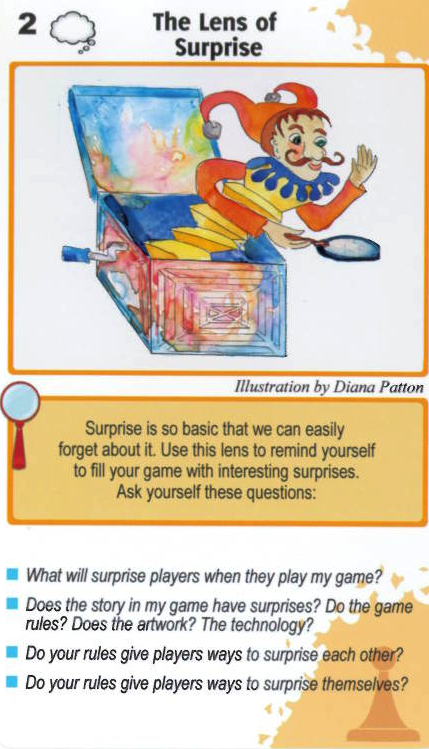 2
The Lens of
Surprise
Illustration by Diana Patton
Surprise is so basic that we can easily
forget about it. Use this lens to remind yourself
to fill your game with interesting surprises.
Ask yourself these questions:
What will surprise players when they play my game?
Does the story in my game have surprises? Do the game
rules? Does the artwork? The technology?
Do your rules give players ways to surprise each other?
Do your rules give players ways to surprise themselves?